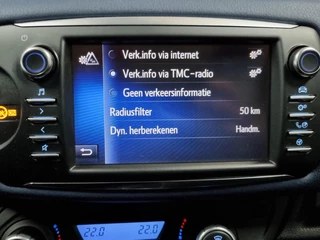 Verk.info via internet
Verk.info via TMC-radio
Geen verkeersinformatie
Radiusfilter 50 km
Dyn. herberekenen Handm.
22.0 22.0